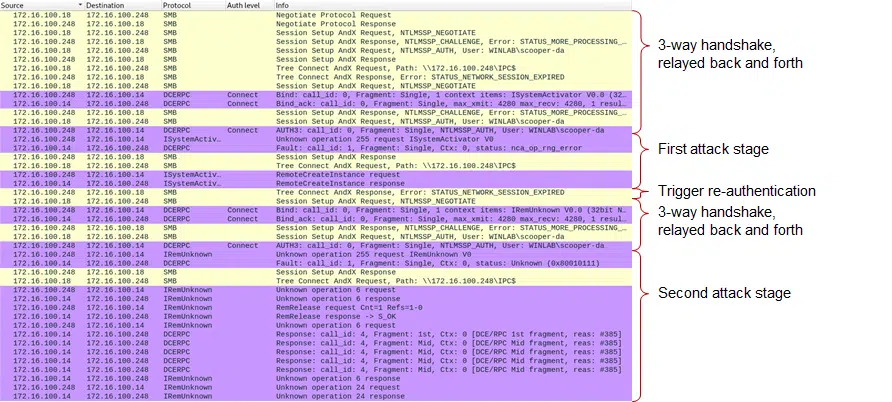 Source Destination Protocol Auth level Info
172.16.100.18 172.16.100.248 SMB Negotiate Protocol Request
172.16.100.248 172.16.100.18 SMB Negotiate Protocol Response
172.16.100.18 172.16.100.248 SMB Session Setup AndX Request, NTLMSSP_NEGOTIATE
172.16.100.248 172.16.100.18 SMB Session Setup AndX Response, NTLMSSP_CHALLENGE, Error: STATUS_MORE_PROCESSING_…
172.16.100.18 172.16.100.248 SMB Session Setup AndX Request, NTLMSSP_AUTH, User: WINLAB\scooper-da
172.16.100.248 172.16.100.18 SMB Session Setup AndX Response
172.16.100.18 172.16.100.248 SMB Tree Connect AndX Request, Path: \\172.16.100.248\IPC$
172.16.100.248 172.16.100.18 SMB Tree Connect AndX Response, Error: STATUS_NETWORK_SESSION_EXPIRED
172.16.100.18 172.16.100.248 SMB Session Setup AndX Request, NTLMSSP_NEGOTIATE
172.16.100.248 172.16.100.14 DCERPC Connect Bind: call_id: 0, Fragment: Single, 1 context items: ISystemActivator V0.0 (32…
172.16.100.14 172.16.100.248 DCERPC Connect Bind_ack: call_id: 0, Fragment: Single, max_xmit: 4280 max_recv: 4280, 1 resul…
172.16.100.248 172.16.100.18 SMB Session Setup AndX Response, NTLMSSP_CHALLENGE, Error: STATUS_MORE_PROCESSING_…
172.16.100.18 172.16.100.248 SMB Session Setup AndX Request, NTLMSSP_AUTH, User: WINLAB\scooper-da
172.16.100.248 172.16.100.14 DCERPC Connect AUTH3: call_id: 0, Fragment: Single, NTLMSSP_AUTH, User: WINLAB\scooper-da
172.16.100.248 172.16.100.14 ISystemActiv… Unknown operation 255 request ISystemActivator V0
172.16.100.14 172.16.100.248 DCERPC Fault: call_id: 1, Fragment: Single, Ctx: 0, status: nca_op_rng_error
172.16.100.248 172.16.100.18 SMB Session Setup AndX Response
172.16.100.18 172.16.100.248 SMB Tree Connect AndX Request, Path: \\172.16.100.248\IPC$
172.16.100.248 172.16.100.14 ISystemActiv… RemoteCreateInstance request
172.16.100.14 172.16.100.248 ISystemActiv… RemoteCreateInstance response
172.16.100.248 172.16.100.18 SMB Tree Connect AndX Response, Error: STATUS_NETWORK_SESSION_EXPIRED
172.16.100.18 172.16.100.248 SMB Session Setup AndX Request, NTLMSSP_NEGOTIATE
172.16.100.248 172.16.100.14 DCERPC Connect Bind: call_id: 0, Fragment: Single, 1 context items: IRemUnknown V0.0 (32bit N…
172.16.100.14 172.16.100.248 DCERPC Connect Bind_ack: call_id: 0, Fragment: Single, max_xmit: 4280 max_recv: 4280, 1 resul…
172.16.100.248 172.16.100.18 SMB Session Setup AndX Response, NTLMSSP_CHALLENGE, Error: STATUS_MORE_PROCESSING_…
172.16.100.18 172.16.100.248 SMB Session Setup AndX Request, NTLMSSP_AUTH, User: WINLAB\scooper-da
172.16.100.248 172.16.100.14 DCERPC Connect AUTH3: call_id: 0, Fragment: Single, NTLMSSP_AUTH, User: WINLAB\scooper-da
172.16.100.248 172.16.100.14 IRemUnknown Unknown operation 255 request IRemUnknown V0
172.16.100.14 172.16.100.248 DCERPC Fault: call_id: 1, Fragment: Single, Ctx: 0, status: Unknown (0x80010111)
172.16.100.248 172.16.100.18 SMB Session Setup AndX Response
172.16.100.18 172.16.100.248 SMB Tree Connect AndX Request, Path: \\172.16.100.248\IPC$
172.16.100.248 172.16.100.14 IRemUnknown Unknown operation 6 request
172.16.100.14 172.16.100.248 IRemUnknown Unknown operation 6 response
172.16.100.248 172.16.100.14 IRemUnknown RemRelease request Cnt=1 Refs=1-0
172.16.100.14 172.16.100.248 IRemUnknown RemRelease response -> S_OK
172.16.100.248 172.16.100.14 IRemUnknown Unknown operation 6 request
172.16.100.14 172.16.100.248 DCERPC Response: call_id: 4, Fragment: 1st, Ctx: 0 [DCE/RPC 1st fragment, reas: #385]
172.16.100.14 172.16.100.248 DCERPC Response: call_id: 4, Fragment: Mid, Ctx: 0 [DCE/RPC Mid fragment, reas: #385]
172.16.100.14 172.16.100.248 DCERPC Response: call_id: 4, Fragment: Mid, Ctx: 0 [DCE/RPC Mid fragment, reas: #385]
172.16.100.14 172.16.100.248 DCERPC Response: call_id: 4, Fragment: Mid, Ctx: 0 [DCE/RPC Mid fragment, reas: #385]
172.16.100.14 172.16.100.248 DCERPC Response: call_id: 4, Fragment: Mid, Ctx: 0 [DCE/RPC Mid fragment, reas: #385]
172.16.100.14 172.16.100.248 IRemUnknown Unknown operation 6 response
172.16.100.248 172.16.100.14 IRemUnknown Unknown operation 24 request
172.16.100.14 172.16.100.248 IRemUnknown Unknown operation 24 response
3-way handshake,
relayed back and forth
First attack stage
Trigger re-authentication
3-way handshake,
relayed back and forth
Second attack stage